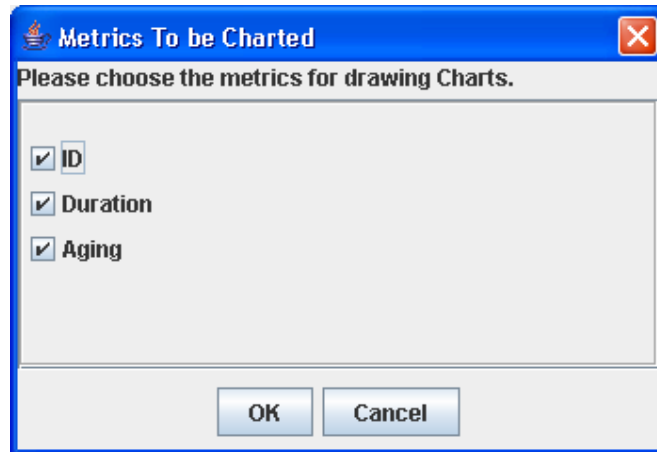 Metrics To be Charted
Please choose the metrics for drawing Charts.
ID
Duration
Aging
OK Cancel